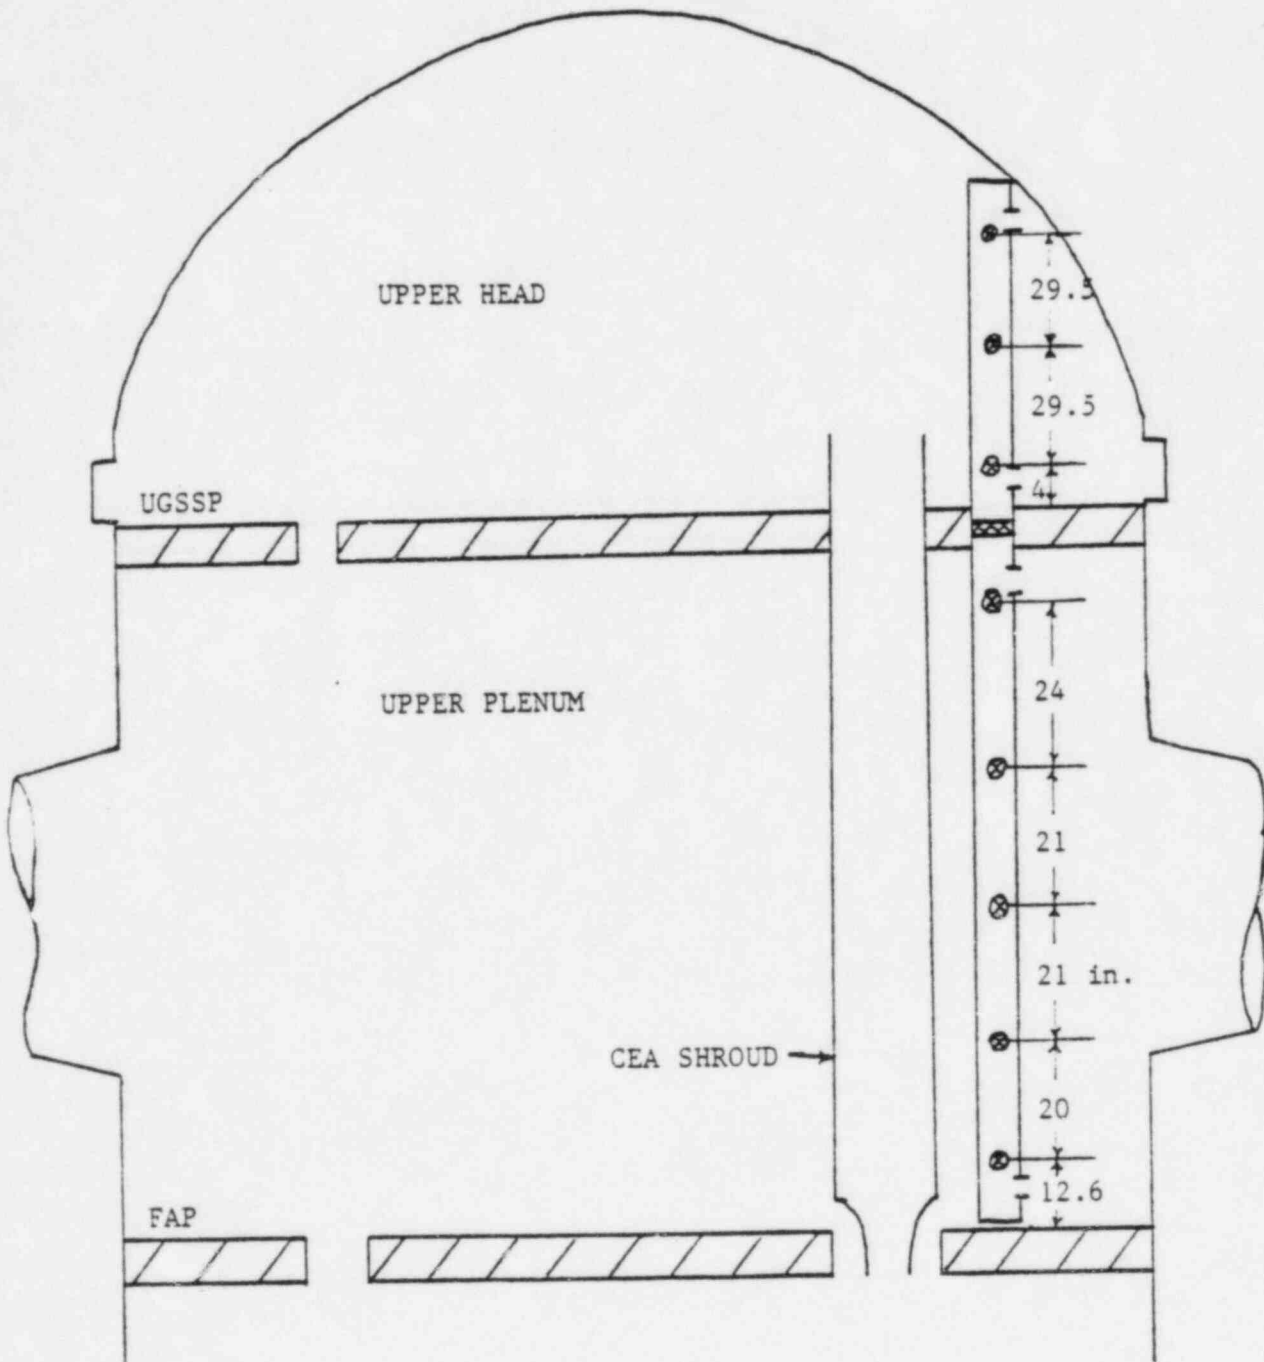 UPPER HEAD
29.5
29.5
4
UGSSP
UPPER PLENUM
24
21
21 in.
CEA SHROUD
20
12.6
FAP